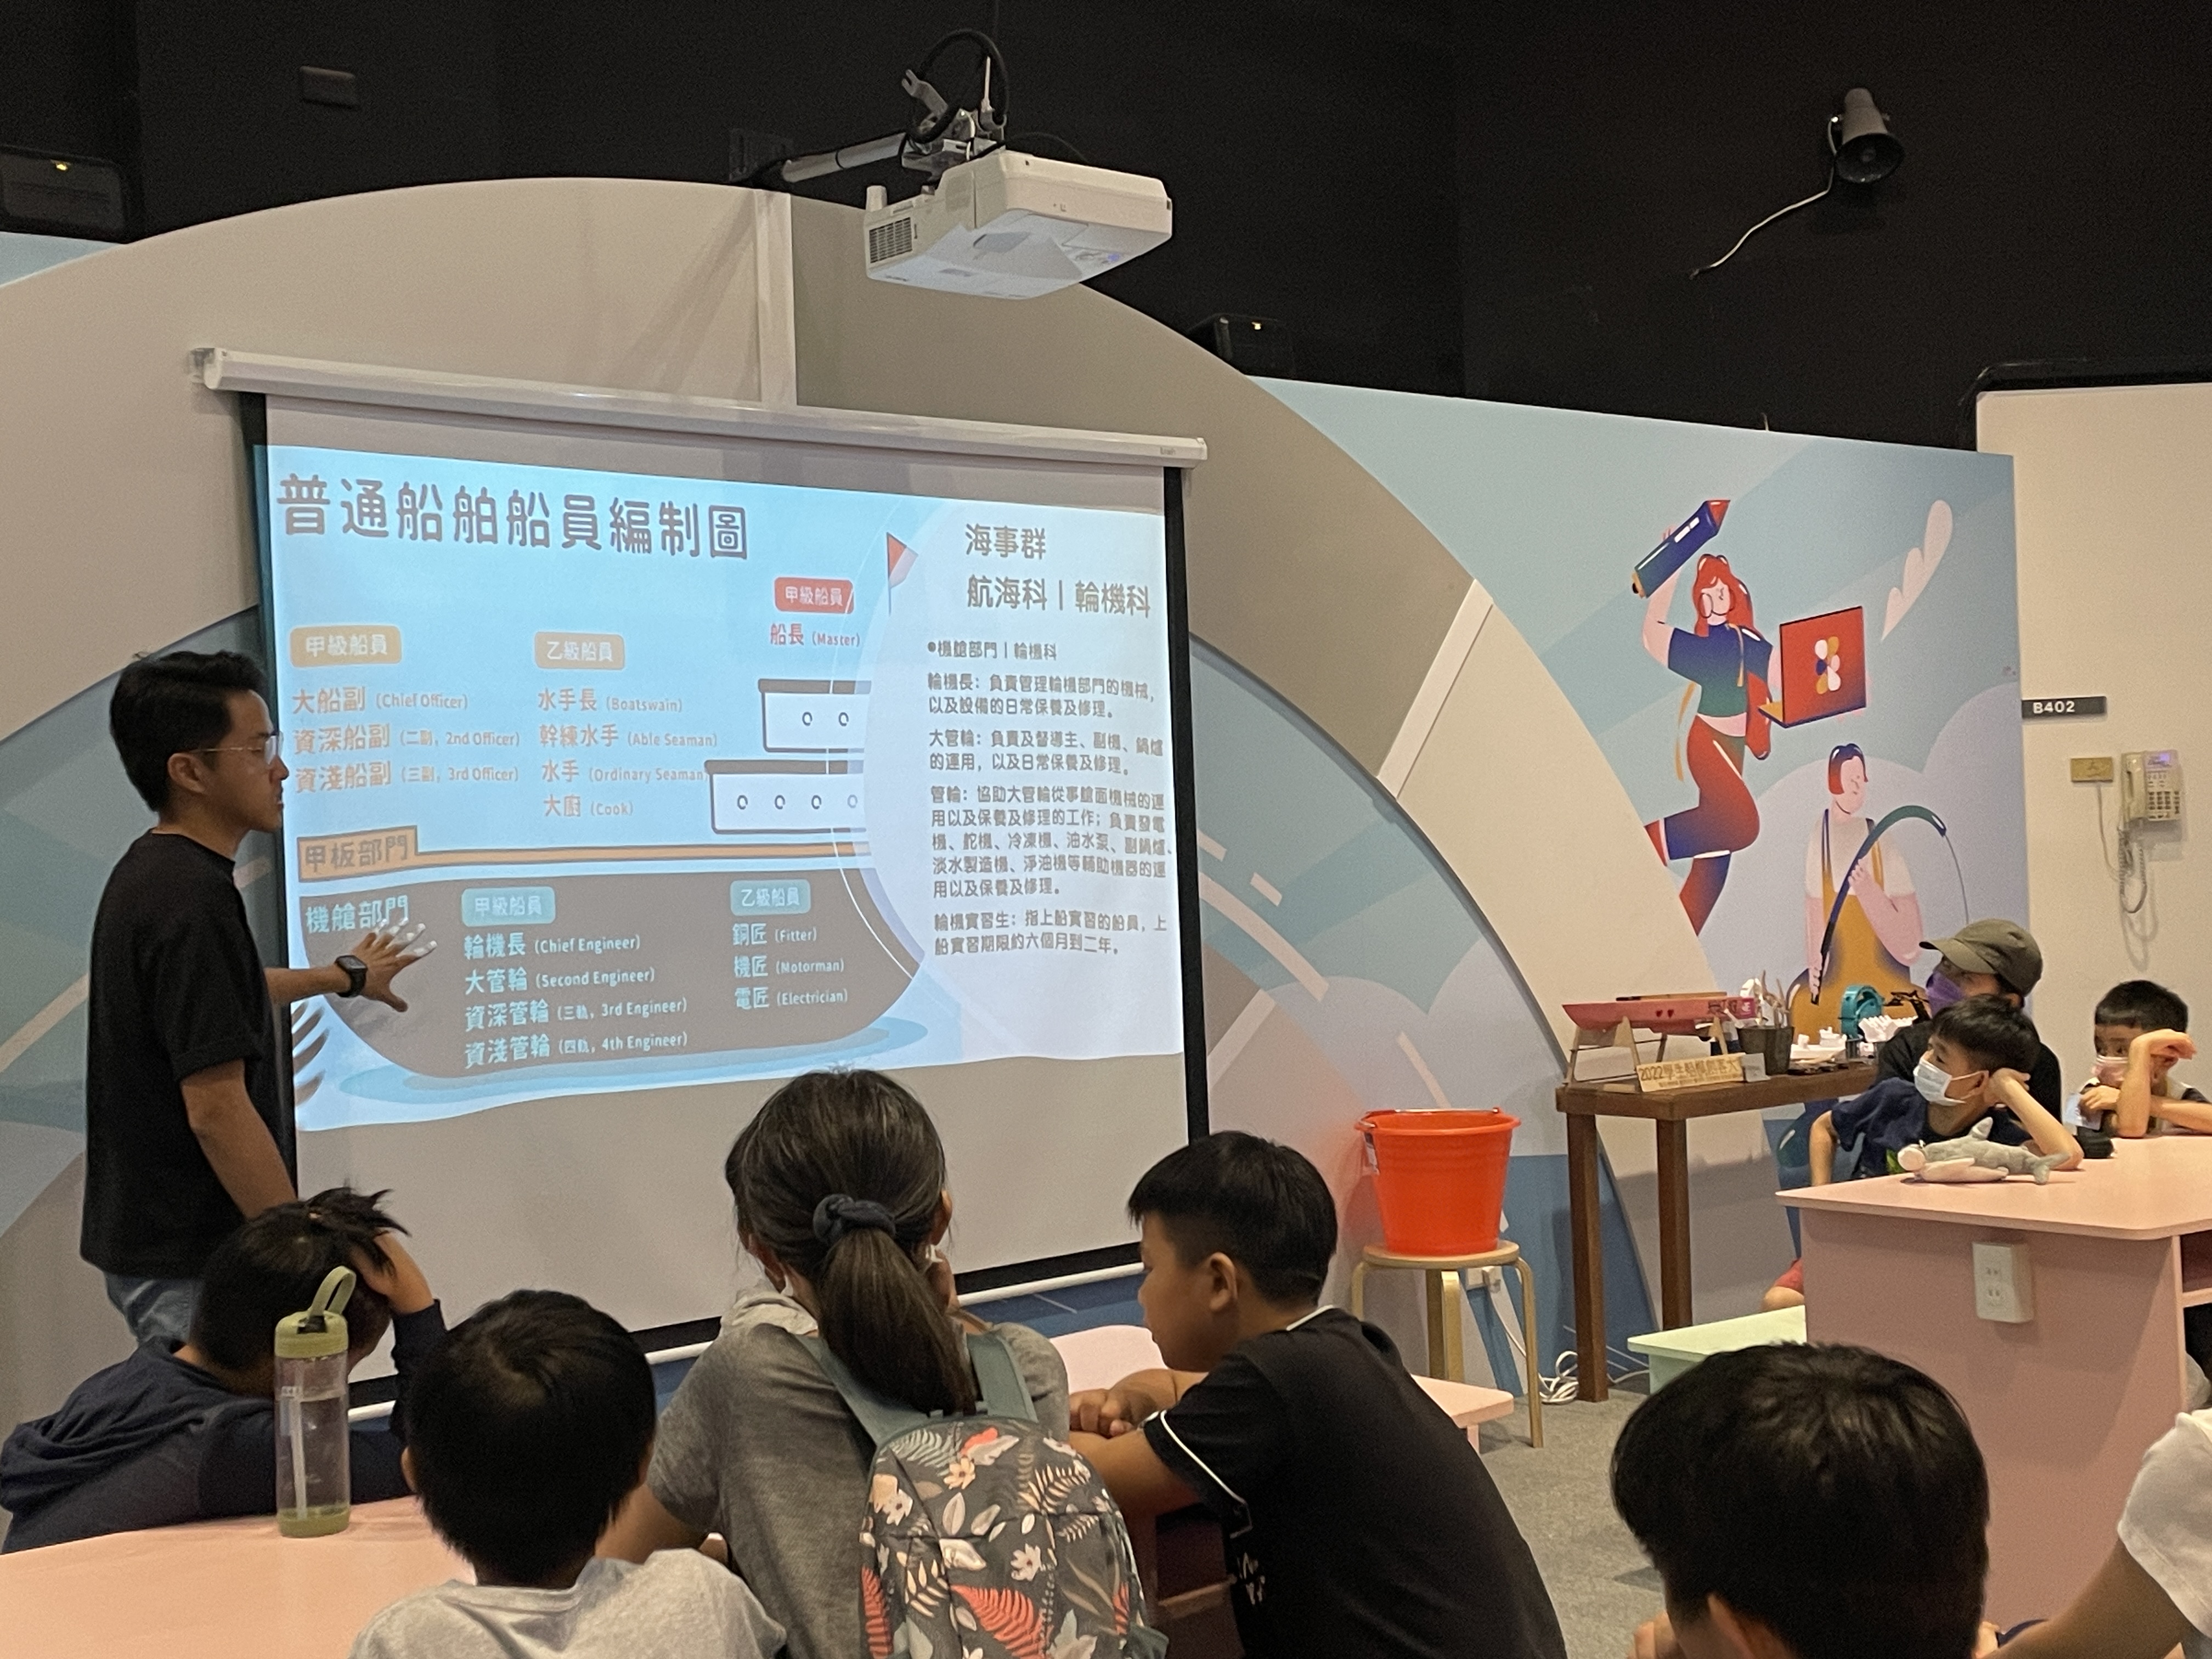 普通船舶船員編制圖
甲級船員
船長 (Master)
甲級船員
大船副 (Chief Officer)
資深船副 (二副, 2nd Officer)
資淺船副 (三副, 3rd Officer)
乙級船員
水手長 (Boatswain)
幹練水手 (Able Seaman)
水手 (Ordinary Seaman
大廚 (Cook)
甲板部門
機艙部門
甲級船員
輪機長 (Chief Engineer)
大管輪 (Second Engineer)
資深管輪 (三軌, 3rd Engineer)
資淺管輪 (四軌, 4th Engineer)
乙級船員
銅匠 (Fitter)
機匠 (Motorman)
電匠 (Electrician)
海事群
航海科|輪機科
●機艙部門|輪機科
輪機長：負責管理輪機部門的機械，
以及設備的日常保養及修理。
大管輪：負責及督導主、副機、鍋爐
的運用，以及日常保養及修理。
管輪：協助大管輪從事艙面機械的運
用以及保養及修理的工作；負責發電
機、舵機、冷凍機、油水泵、副鍋爐、
淡水製造機、淨油機等輔助機器的運
用以及保養及修理。
輪機實習生：指上船實習的船員，上
船實習期限約六個月到二年。
B402